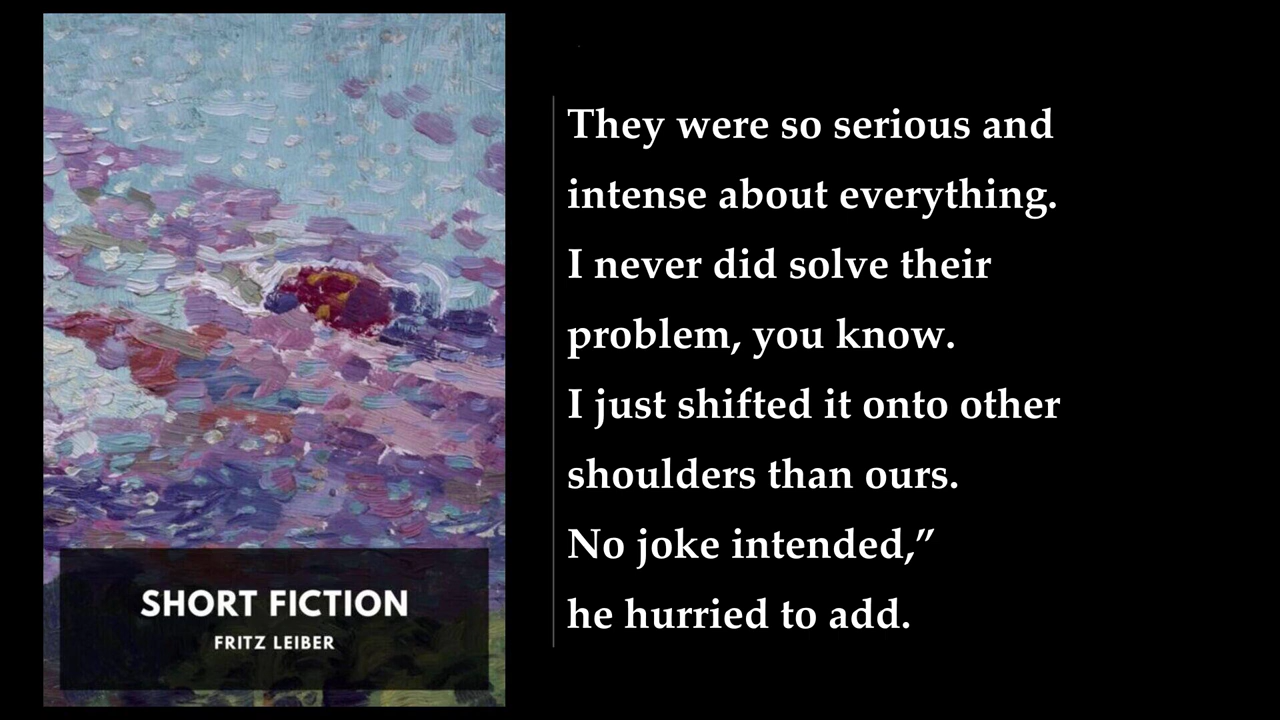 SHORT FICTION
FRITZ LEIBER
They were so serious and
intense about everything.
I never did solve their
problem, you know.
I just shifted it onto other
shoulders than ours.
No joke intended,”
he hurried to add.